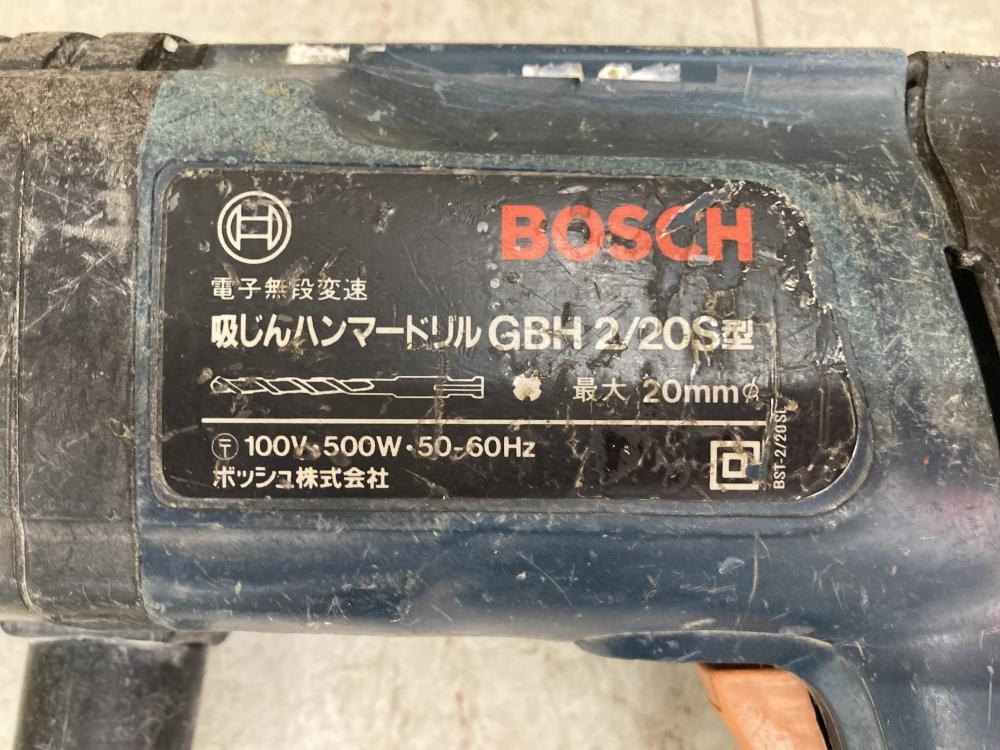 BOSCH
電子無段変速
吸じんハンマードリル GBH 2/20S型
最大 20mmφ
〒 100V・500W・50-60Hz
ボッシュ株式会社
BST-2/20SL